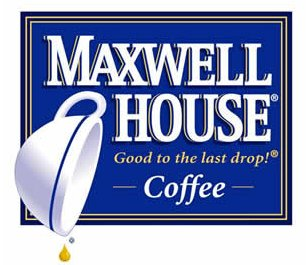 MAXWELL
HOUSE®
Good to the last drop!®
— Coffee —